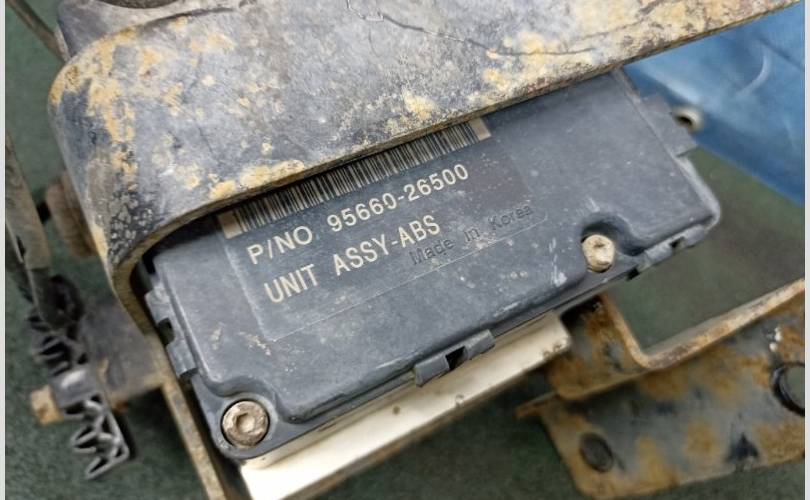 P/NO 95660-26500
UNIT ASSY-ABS
Made in Korea